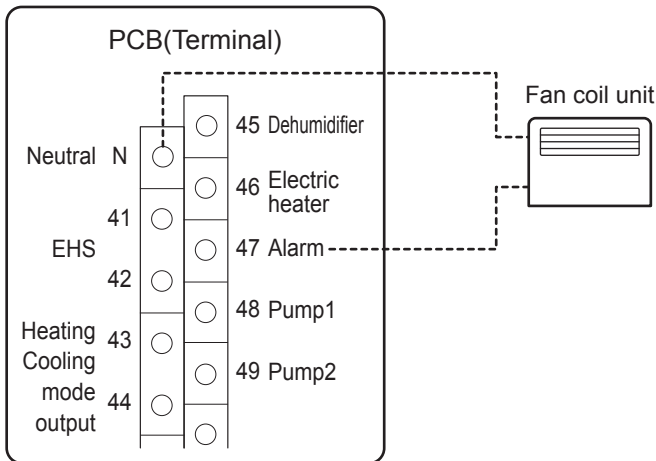 PCB(Terminal)
Fan coil unit
45 Dehumidifier
Neutral N
46 Electric
heater
41
EHS
47 Alarm
42
48 Pump1
Heating
Cooling
mode
output
43
49 Pump2
44